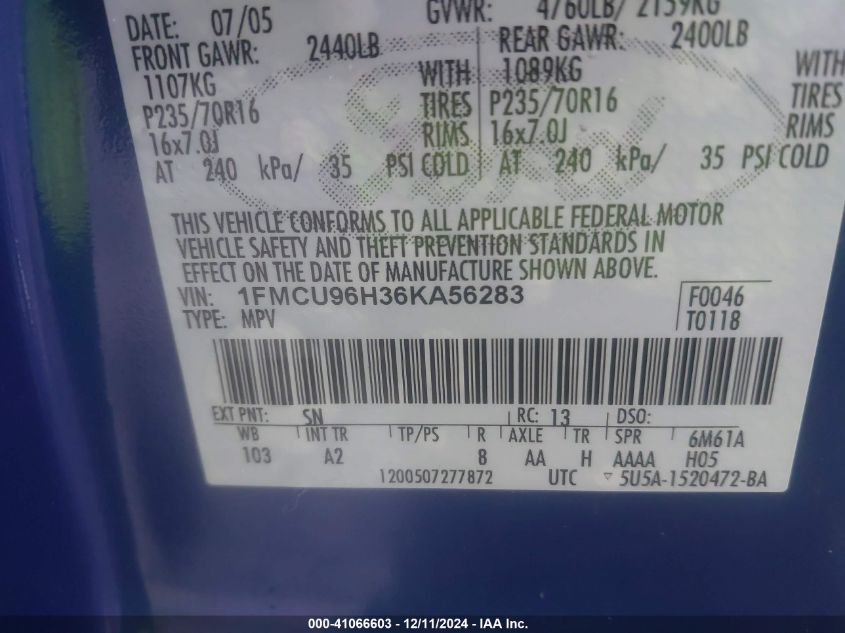 DATE: 07/05 GVWR: 4760LB/ 2159KG
FRONT GAWR: 2440LB REAR GAWR: 2400LB
1107KG WITH 1089KG WITH
P235/70R16 TIRES P235/70R16 TIRES
16x7.0J RIMS 16x7.0J RIMS
AT 240 kPa/ 35 PSI COLD AT 240 kPa/ 35 PSI COLD
Ford
THIS VEHICLE CONFORMS TO ALL APPLICABLE FEDERAL MOTOR
VEHICLE SAFETY AND THEFT PREVENTION STANDARDS IN
EFFECT ON THE DATE OF MANUFACTURE SHOWN ABOVE.
VIN: 1FMCU96H36KA56283 F0046
TYPE: MPV T0118
EXT PNT: SN RC: 13 DSO:
WB INT TR TP/PS R AXLE TR SPR 6M61A
103 A2 8 AA H AAAA H05
1200507277872 UTC ▽ 5U5A-1520472-BA
000-41066603 - 12/11/2024 - IAA Inc.